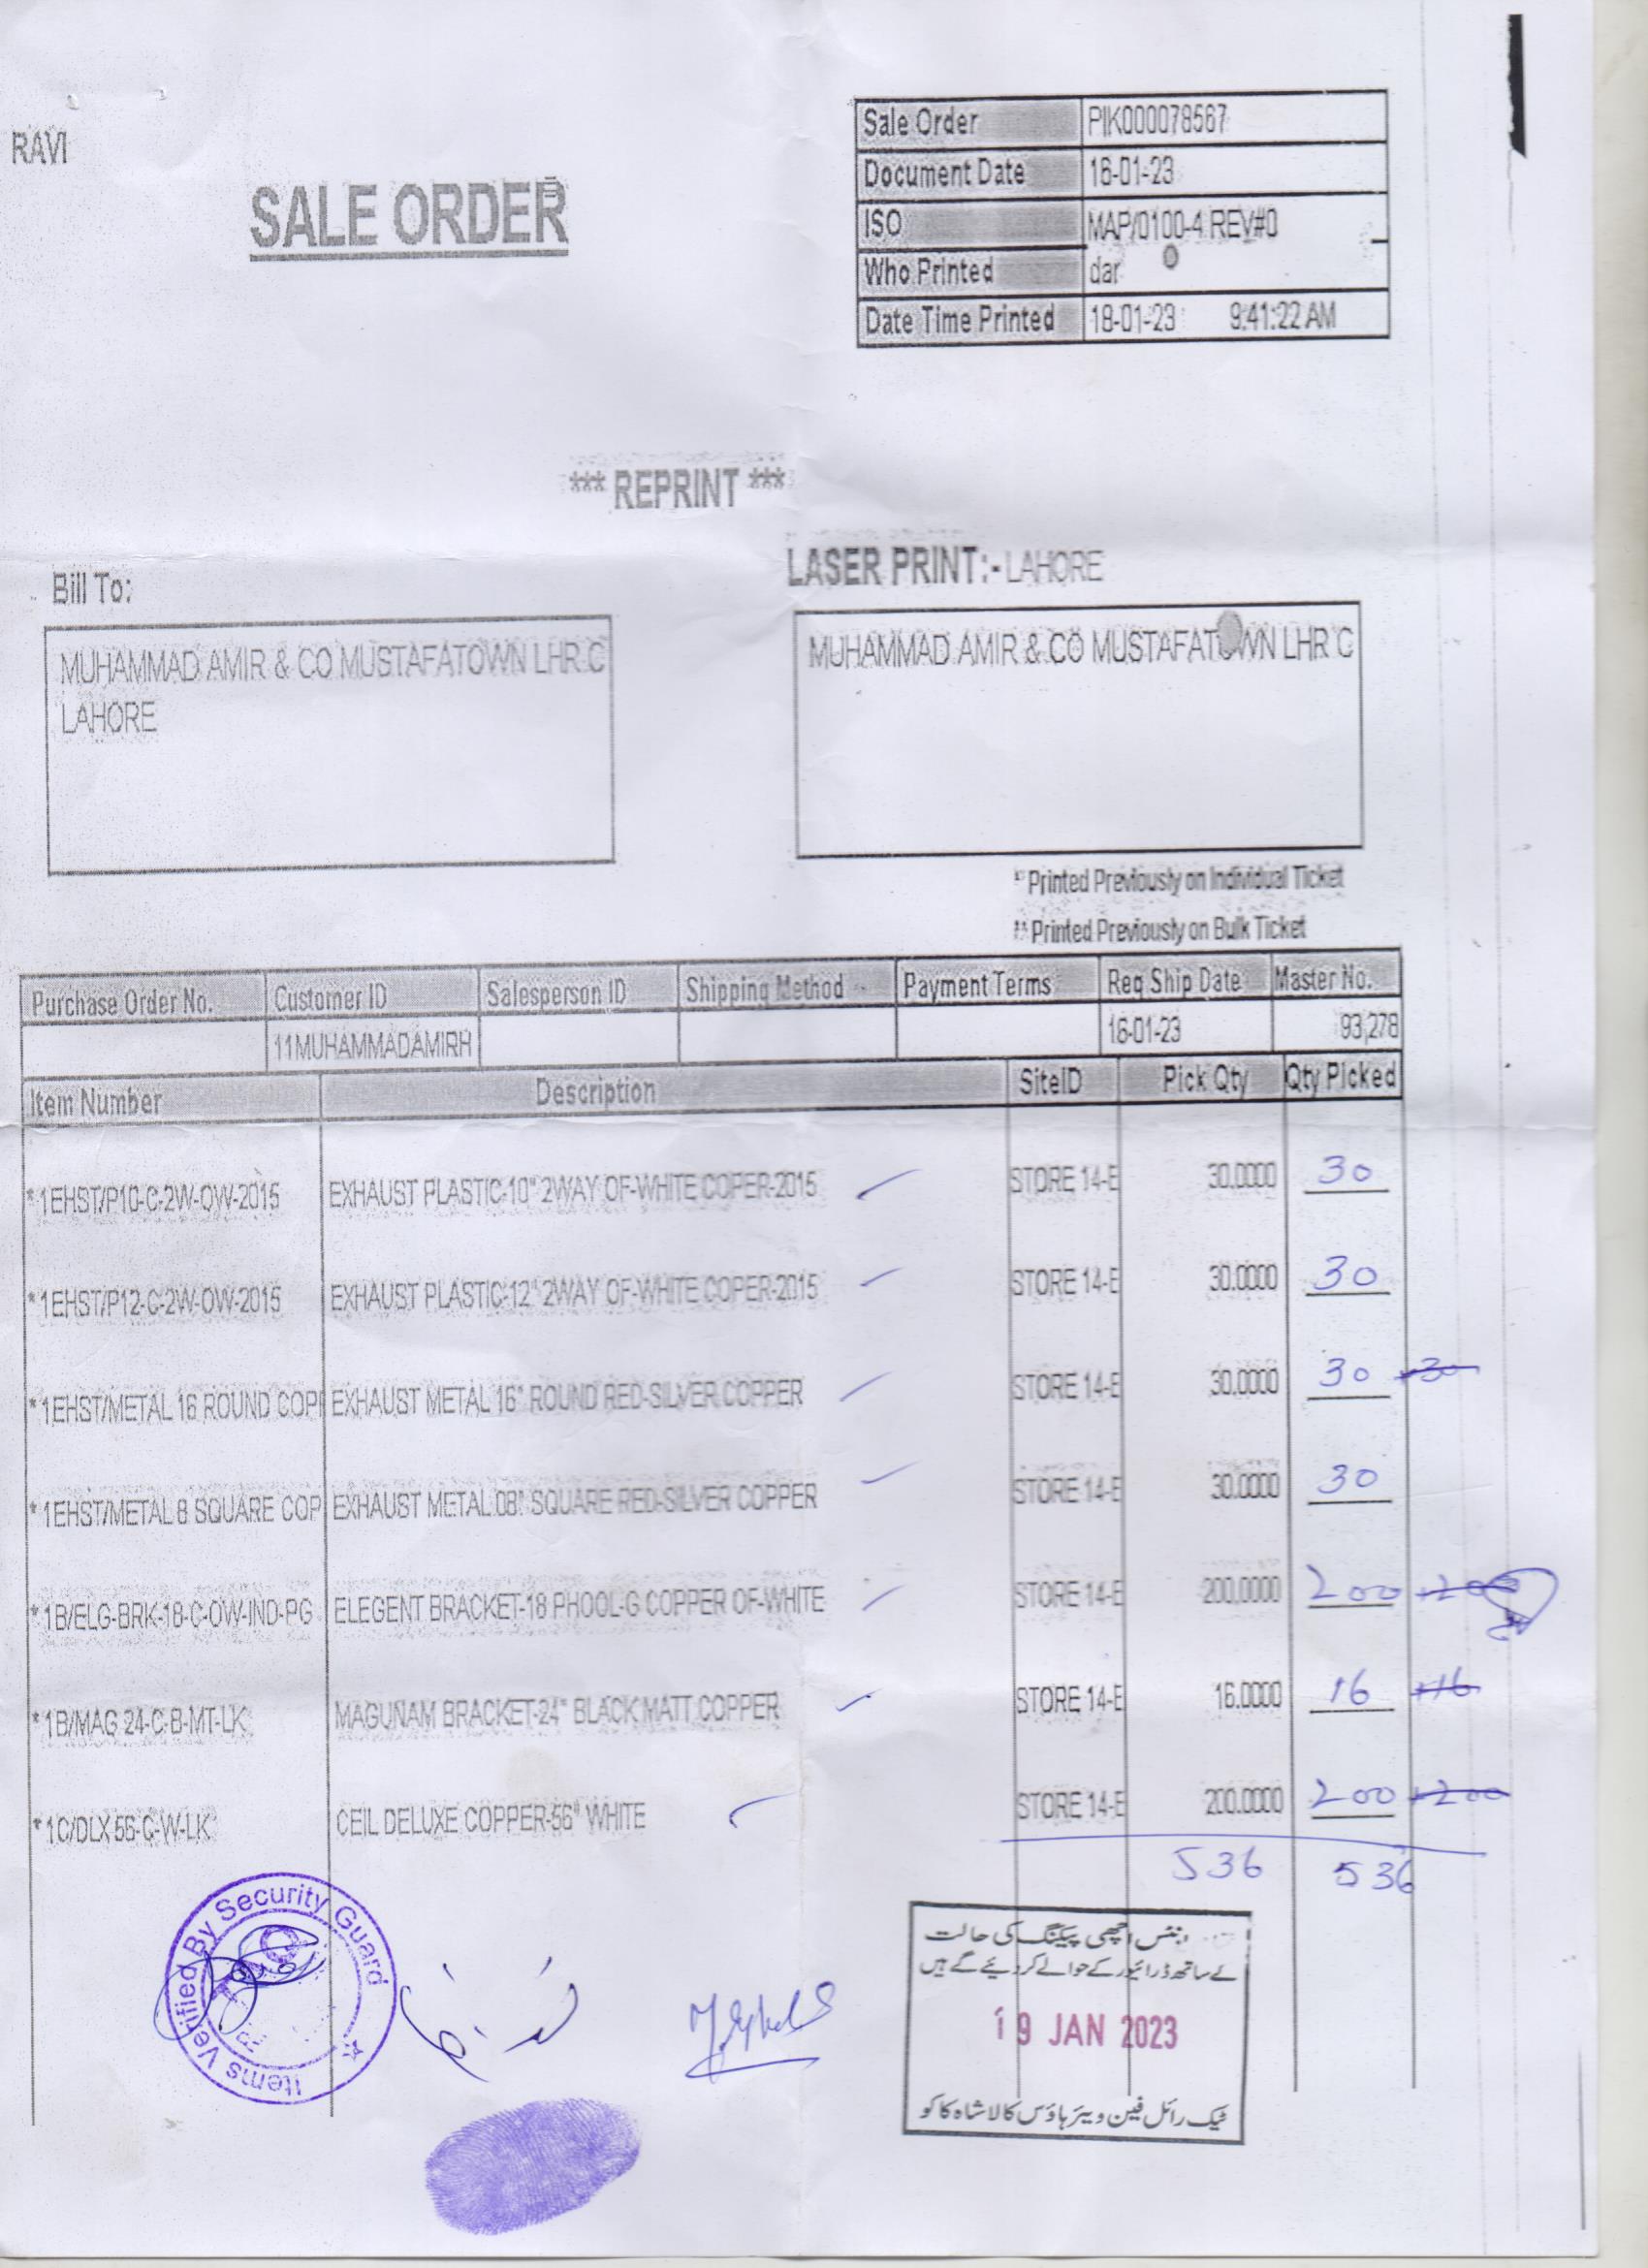 RAVI
SALE ORDER
Sale Order PIK000078567
Document Date 16-01-23
ISO MAP/0100-4 REV#0
Who Printed dar
Date Time Printed 18-01-23 9:41:22 AM
*** REPRINT ***
Bill To:
MUHAMMAD AMIR & CO MUSTAFATOWN LHR C
LAHORE
LASER PRINT:- LAHORE
MUHAMMAD AMIR & CO MUSTAFATOWN LHR C
* Printed Previously on Individual Ticket
** Printed Previously on Bulk Ticket
Purchase Order No. Customer ID Salesperson ID Shipping Method Payment Terms Req Ship Date Master No.
11MUHAMMADAMIRH 16-01-23 93,278
Item Number Description SiteID Pick Qty Qty Picked
* 1EHST/P10-C-2W-OW-2015 EXHAUST PLASTIC-10" 2WAY OF-WHITE COPER-2015 STORE 14-E 30.0000 30
* 1EHST/P12-C-2W-OW-2015 EXHAUST PLASTIC-12" 2WAY OF-WHITE COPER-2015 STORE 14-E 30.0000 30
* 1EHST/METAL 16 ROUND COP EXHAUST METAL 16" ROUND RED-SILVER COPPER STORE 14-E 30.0000 30 +30
* 1EHST/METAL 8 SQUARE COP EXHAUST METAL 08" SQUARE RED-SILVER COPPER STORE 14-E 30.0000 30
* 1B/ELG-BRK-18-C-OW-IND-PG ELEGENT BRACKET-18 PHOOL-G COPPER OF-WHITE STORE 14-E 200.0000 200 +200
* 1B/MAG 24-C-B-MT-LK MAGUNAM BRACKET-24" BLACK MATT COPPER STORE 14-E 16.0000 16 +16
* 1C/DLX 56-C-W-LK CEIL DELUXE COPPER-56" WHITE STORE 14-E 200.0000 200 +200
536 536
Items Verified By Security Guard
اچھی پیکنگ کی حالت
کے ساتھ ڈرائیور کے حوالے کر دیئے گئے ہیں
19 JAN 2023
ٹیک رائل فین ویئر ہاؤس کالا شاہ کاکو